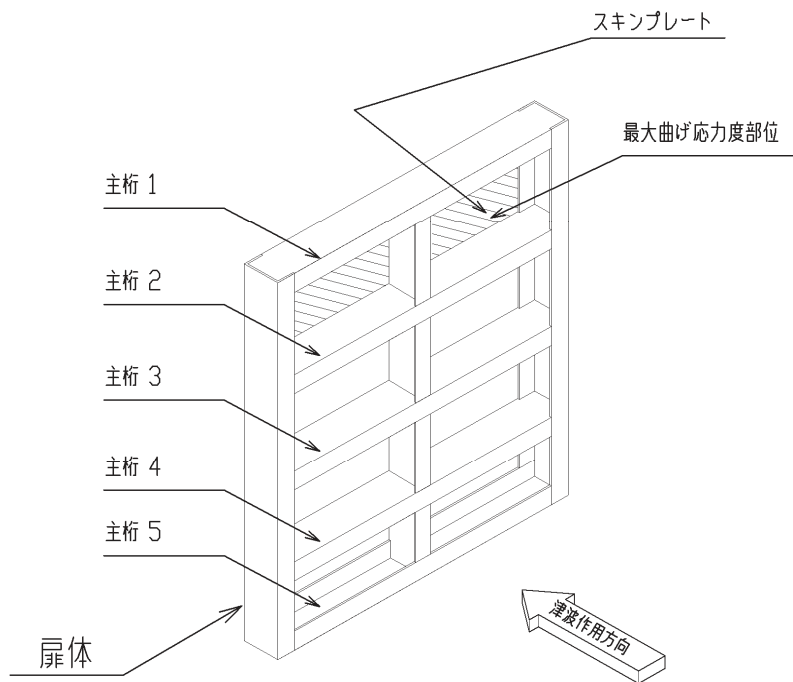 スキンプレート
最大曲げ応力度部位
主桁 1
主桁 2
主桁 3
主桁 4
主桁 5
扉体
津波作用方向